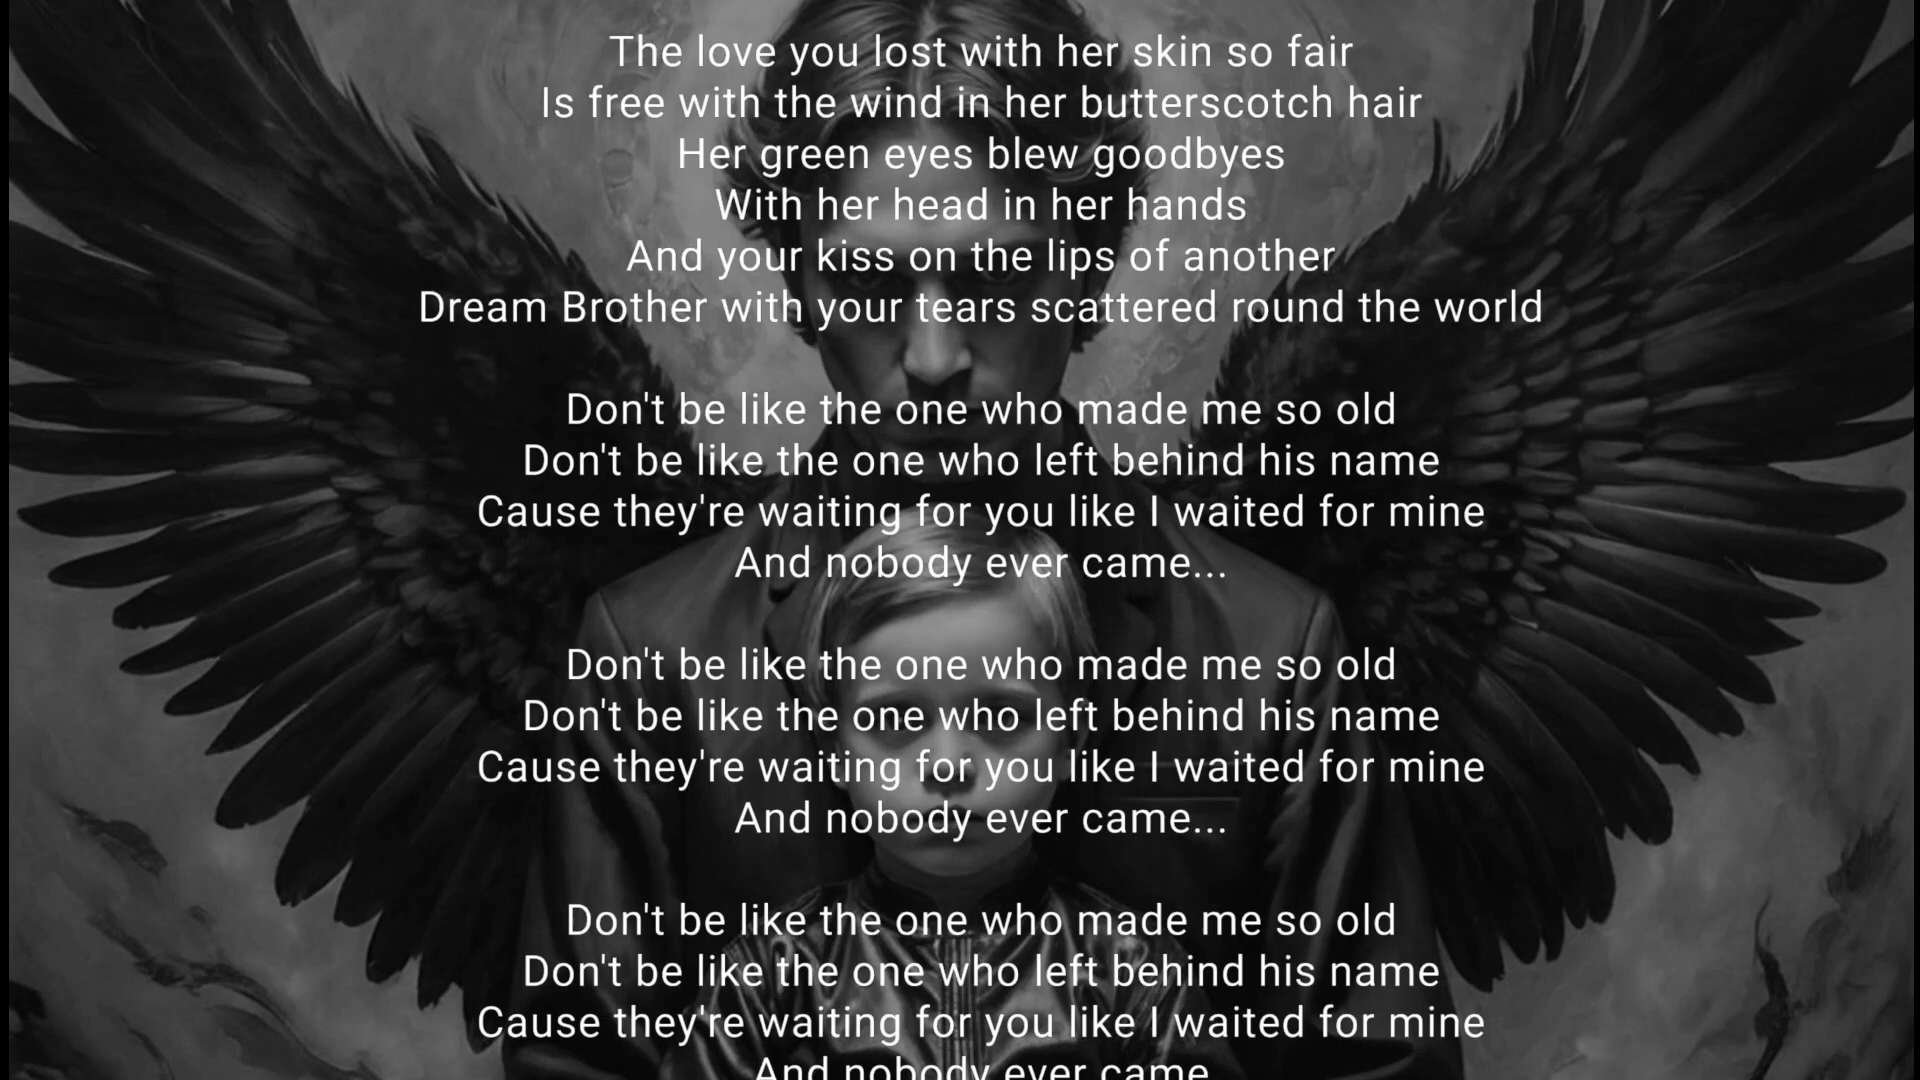 The love you lost with her skin so fair
Is free with the wind in her butterscotch hair
Her green eyes blew goodbyes
With her head in her hands
And your kiss on the lips of another
Dream Brother with your tears scattered round the world
Don't be like the one who made me so old
Don't be like the one who left behind his name
Cause they're waiting for you like I waited for mine
And nobody ever came...
Don't be like the one who made me so old
Don't be like the one who left behind his name
Cause they're waiting for you like I waited for mine
And nobody ever came...
Don't be like the one who made me so old
Don't be like the one who left behind his name
Cause they're waiting for you like I waited for mine
And nobody ever came